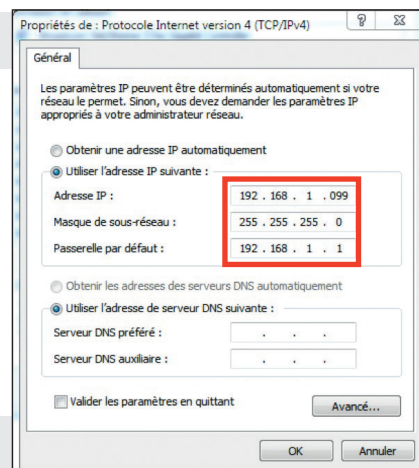 Propriétés de : Protocole Internet version 4 (TCP/IPv4)
Général
Les paramètres IP peuvent être déterminés automatiquement si votre
réseau le permet. Sinon, vous devez demander les paramètres IP
appropriés à votre administrateur réseau.
Obtenir une adresse IP automatiquement
Utiliser l'adresse IP suivante :
Adresse IP : 192 . 168 . 1 . 099
Masque de sous-réseau : 255 . 255 . 255 . 0
Passerelle par défaut : 192 . 168 . 1 . 1
Obtenir les adresses des serveurs DNS automatiquement
Utiliser l'adresse de serveur DNS suivante :
Serveur DNS préféré : . . .
Serveur DNS auxiliaire : . . .
Valider les paramètres en quittant
Avancé...
OK Annuler